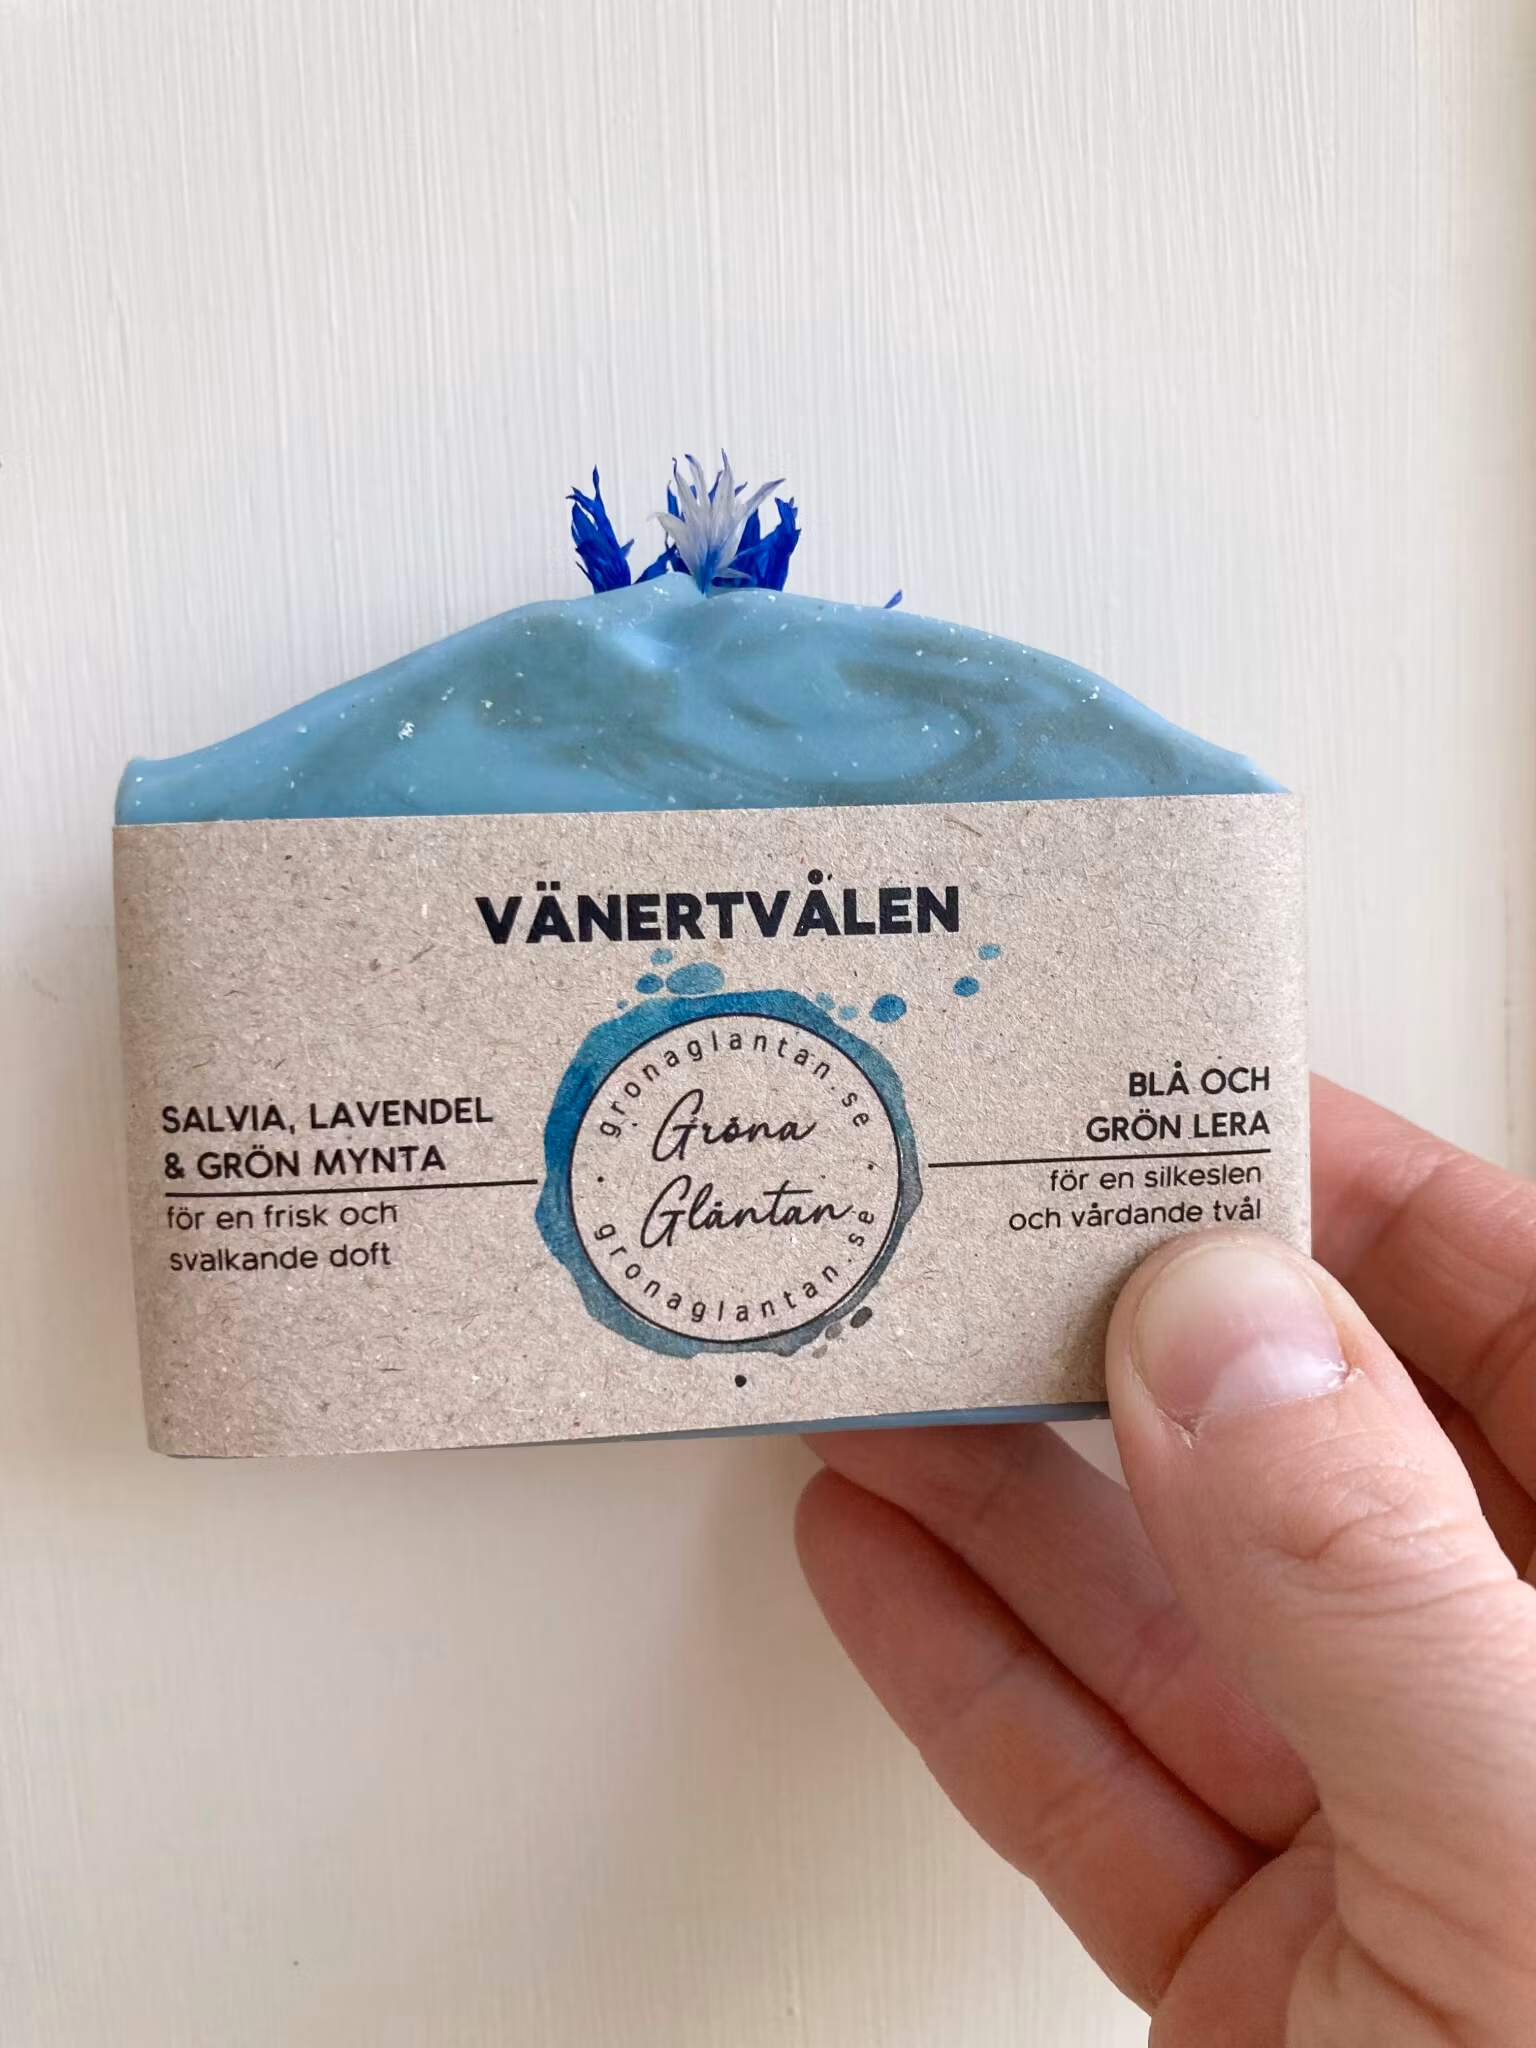 VÄNERTVÅLEN
SALVIA, LAVENDEL
& GRÖN MYNTA
för en frisk och
svalkande doft
gronaglantan.se
Gröna
Gläntan
gronaglantan.se
BLÅ OCH
GRÖN LERA
för en silkeslen
och vårdande tvål